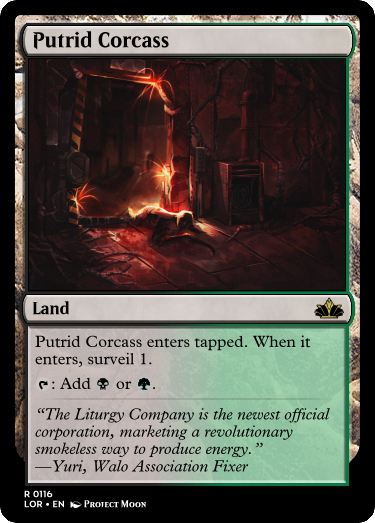 Putrid Corcass
Land
Putrid Corcass enters tapped. When it
enters, surveil 1.
: Add or .
“The Liturgy Company is the newest official
corporation, marketing a revolutionary
smokeless way to produce energy.”
—Yuri, Walo Association Fixer
R 0116
LOR • EN Protect Moon